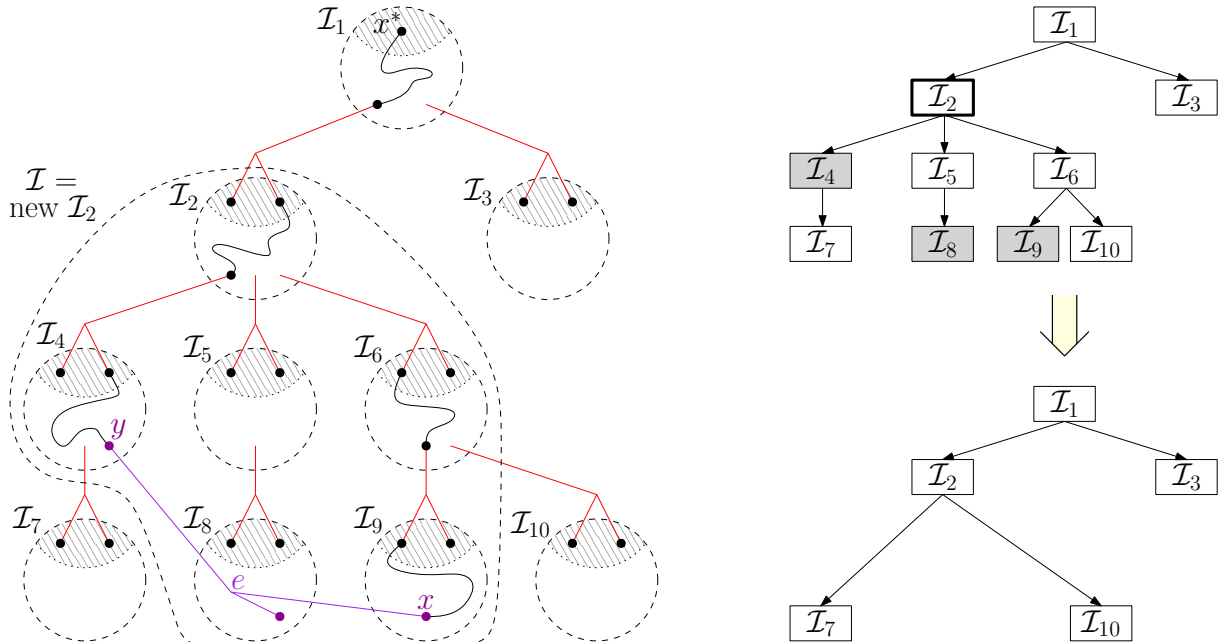 𝓘₁ x*
𝓘 =
new 𝓘₂
𝓘₂
𝓘₃
𝓘₄
𝓘₅
𝓘₆
y
𝓘₇
𝓘₈
𝓘₉
𝓘₁₀
e
x
𝓘₁
𝓘₂
𝓘₃
𝓘₄
𝓘₅
𝓘₆
𝓘₇
𝓘₈
𝓘₉
𝓘₁₀
𝓘₁
𝓘₂
𝓘₃
𝓘₇
𝓘₁₀